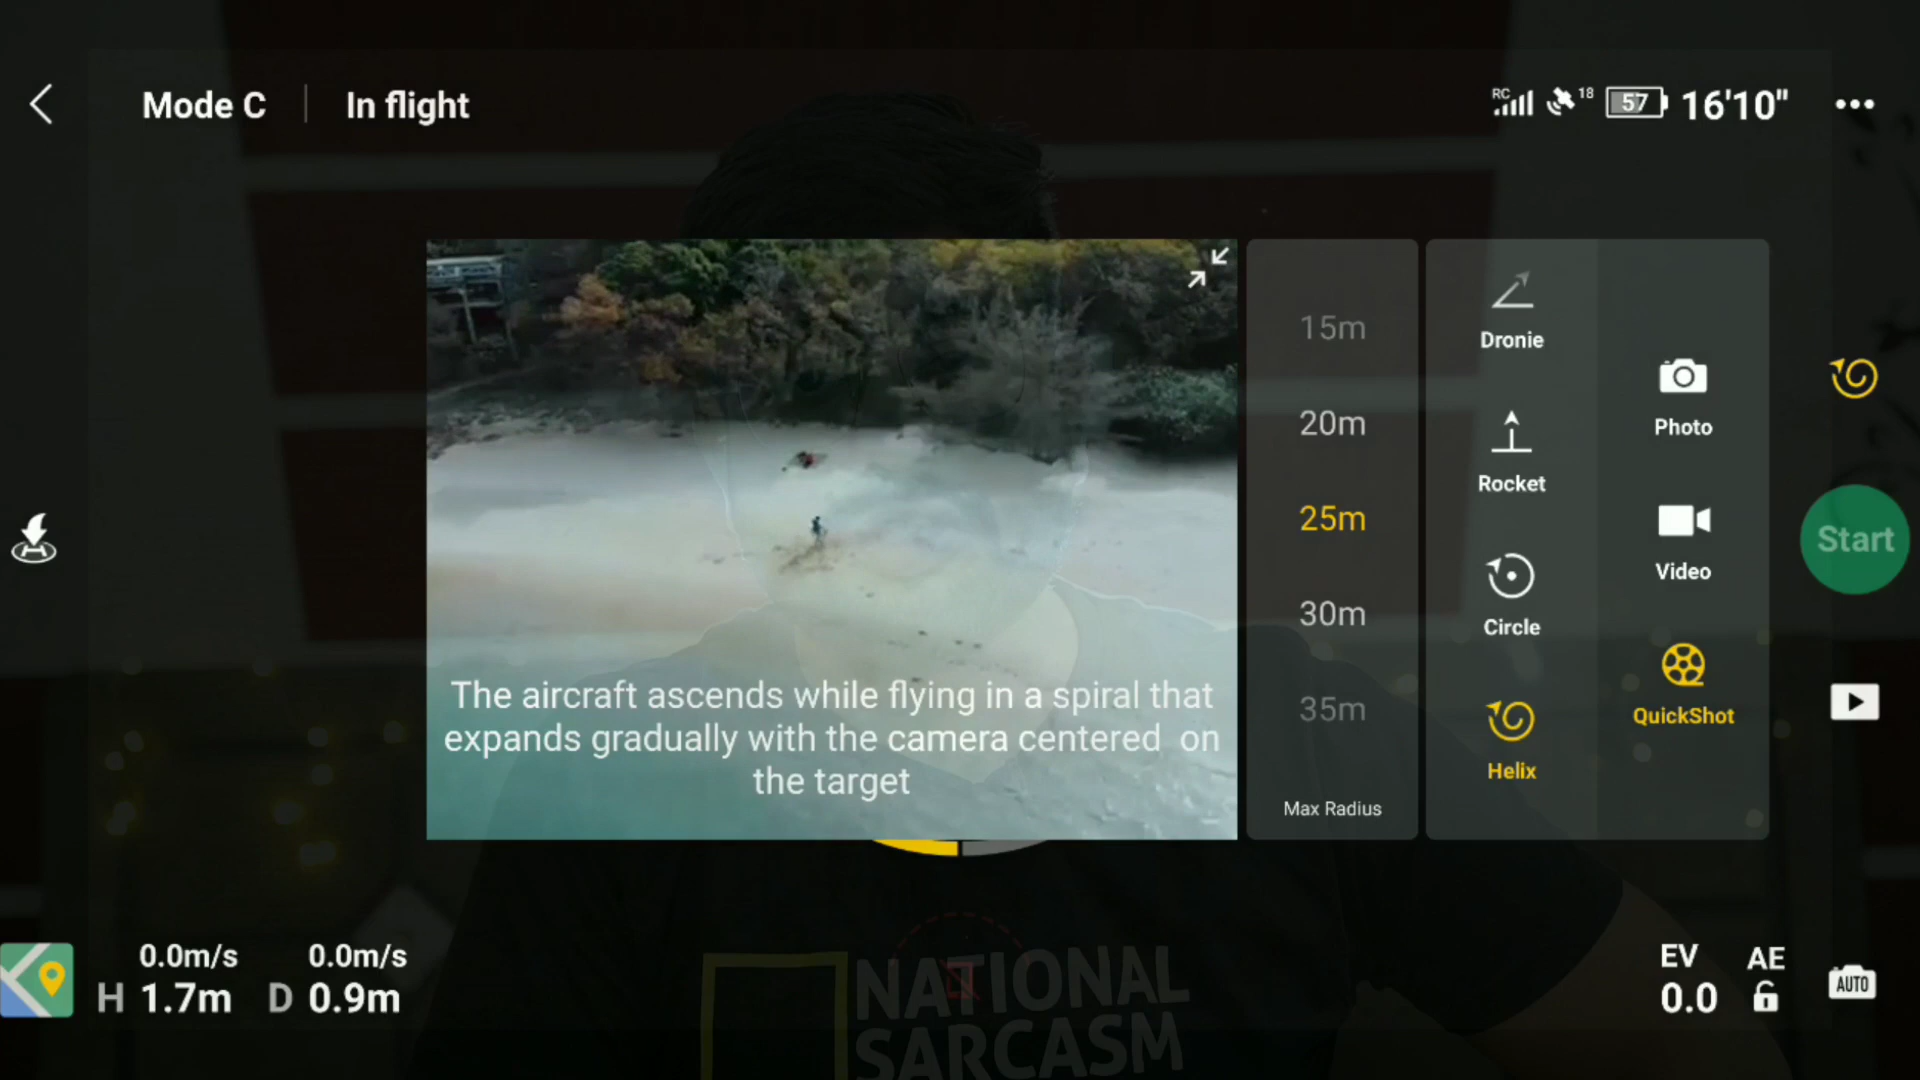 Mode C
In flight
RC
18
57
16'10"
15m
20m
25m
30m
35m
Max Radius
Dronie
Rocket
Circle
Helix
Photo
Video
QuickShot
Start
The aircraft ascends while flying in a spiral that
expands gradually with the camera centered on
the target
0.0m/s 0.0m/s
H 1.7m D 0.9m
EV AE
0.0
AUTO
NATIONAL
SARCASM